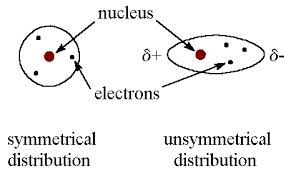 nucleus
δ+
δ-
electrons
symmetrical
distribution
unsymmetrical
distribution